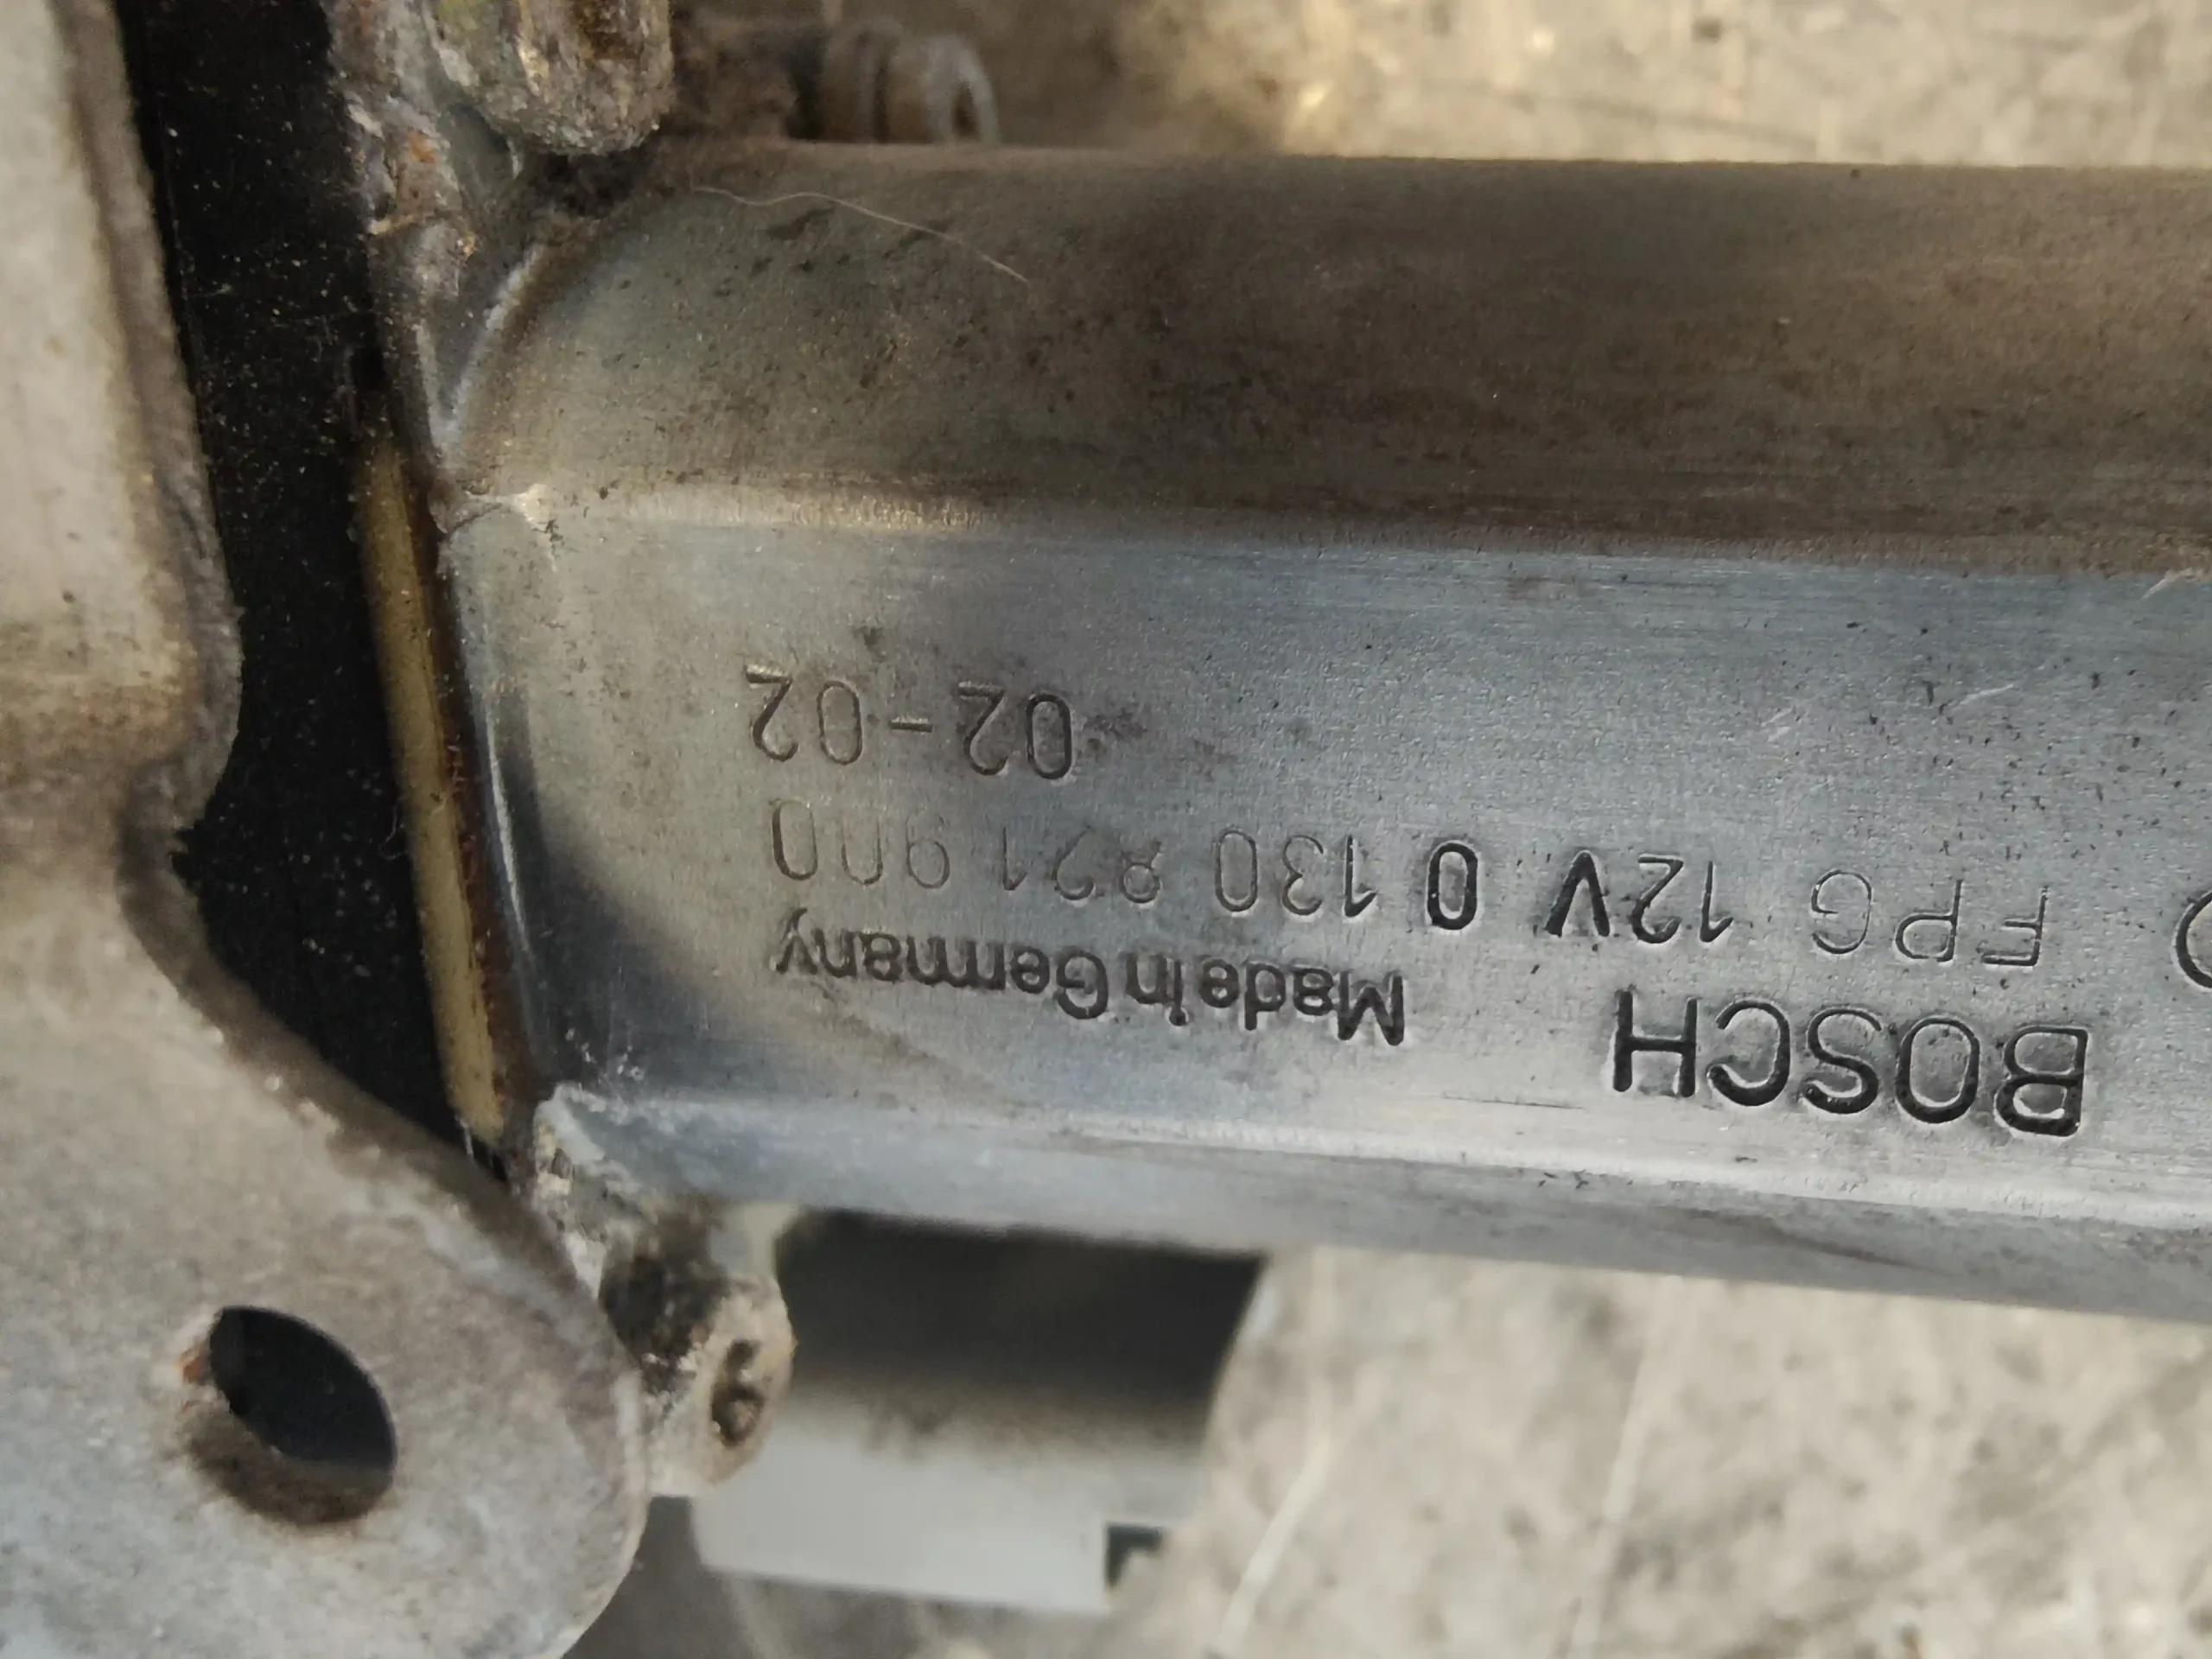 BOSCH Made in Germany
FPG 12V 0 130 821 900
02-02